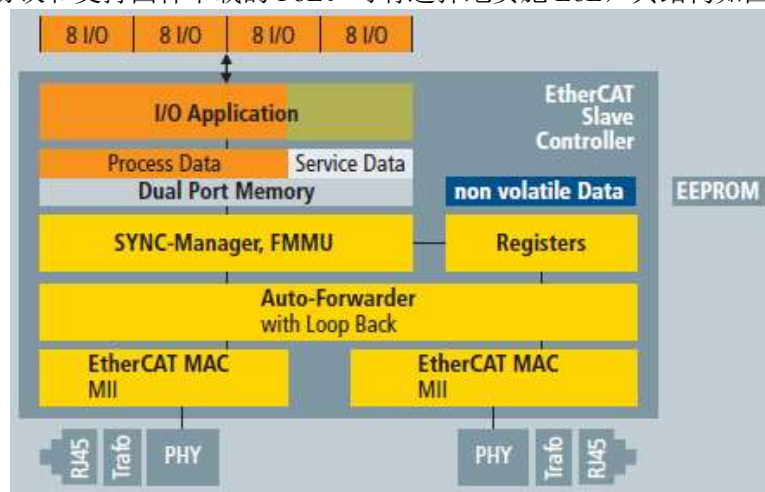 8 I/O 8 I/O 8 I/O 8 I/O
I/O Application
EtherCAT
Slave
Controller
Process Data Service Data
Dual Port Memory
non volatile Data
EEPROM
SYNC-Manager, FMMU
Registers
Auto-Forwarder
with Loop Back
EtherCAT MAC
MII
EtherCAT MAC
MII
RJ45 Trafo PHY
PHY Trafo RJ45